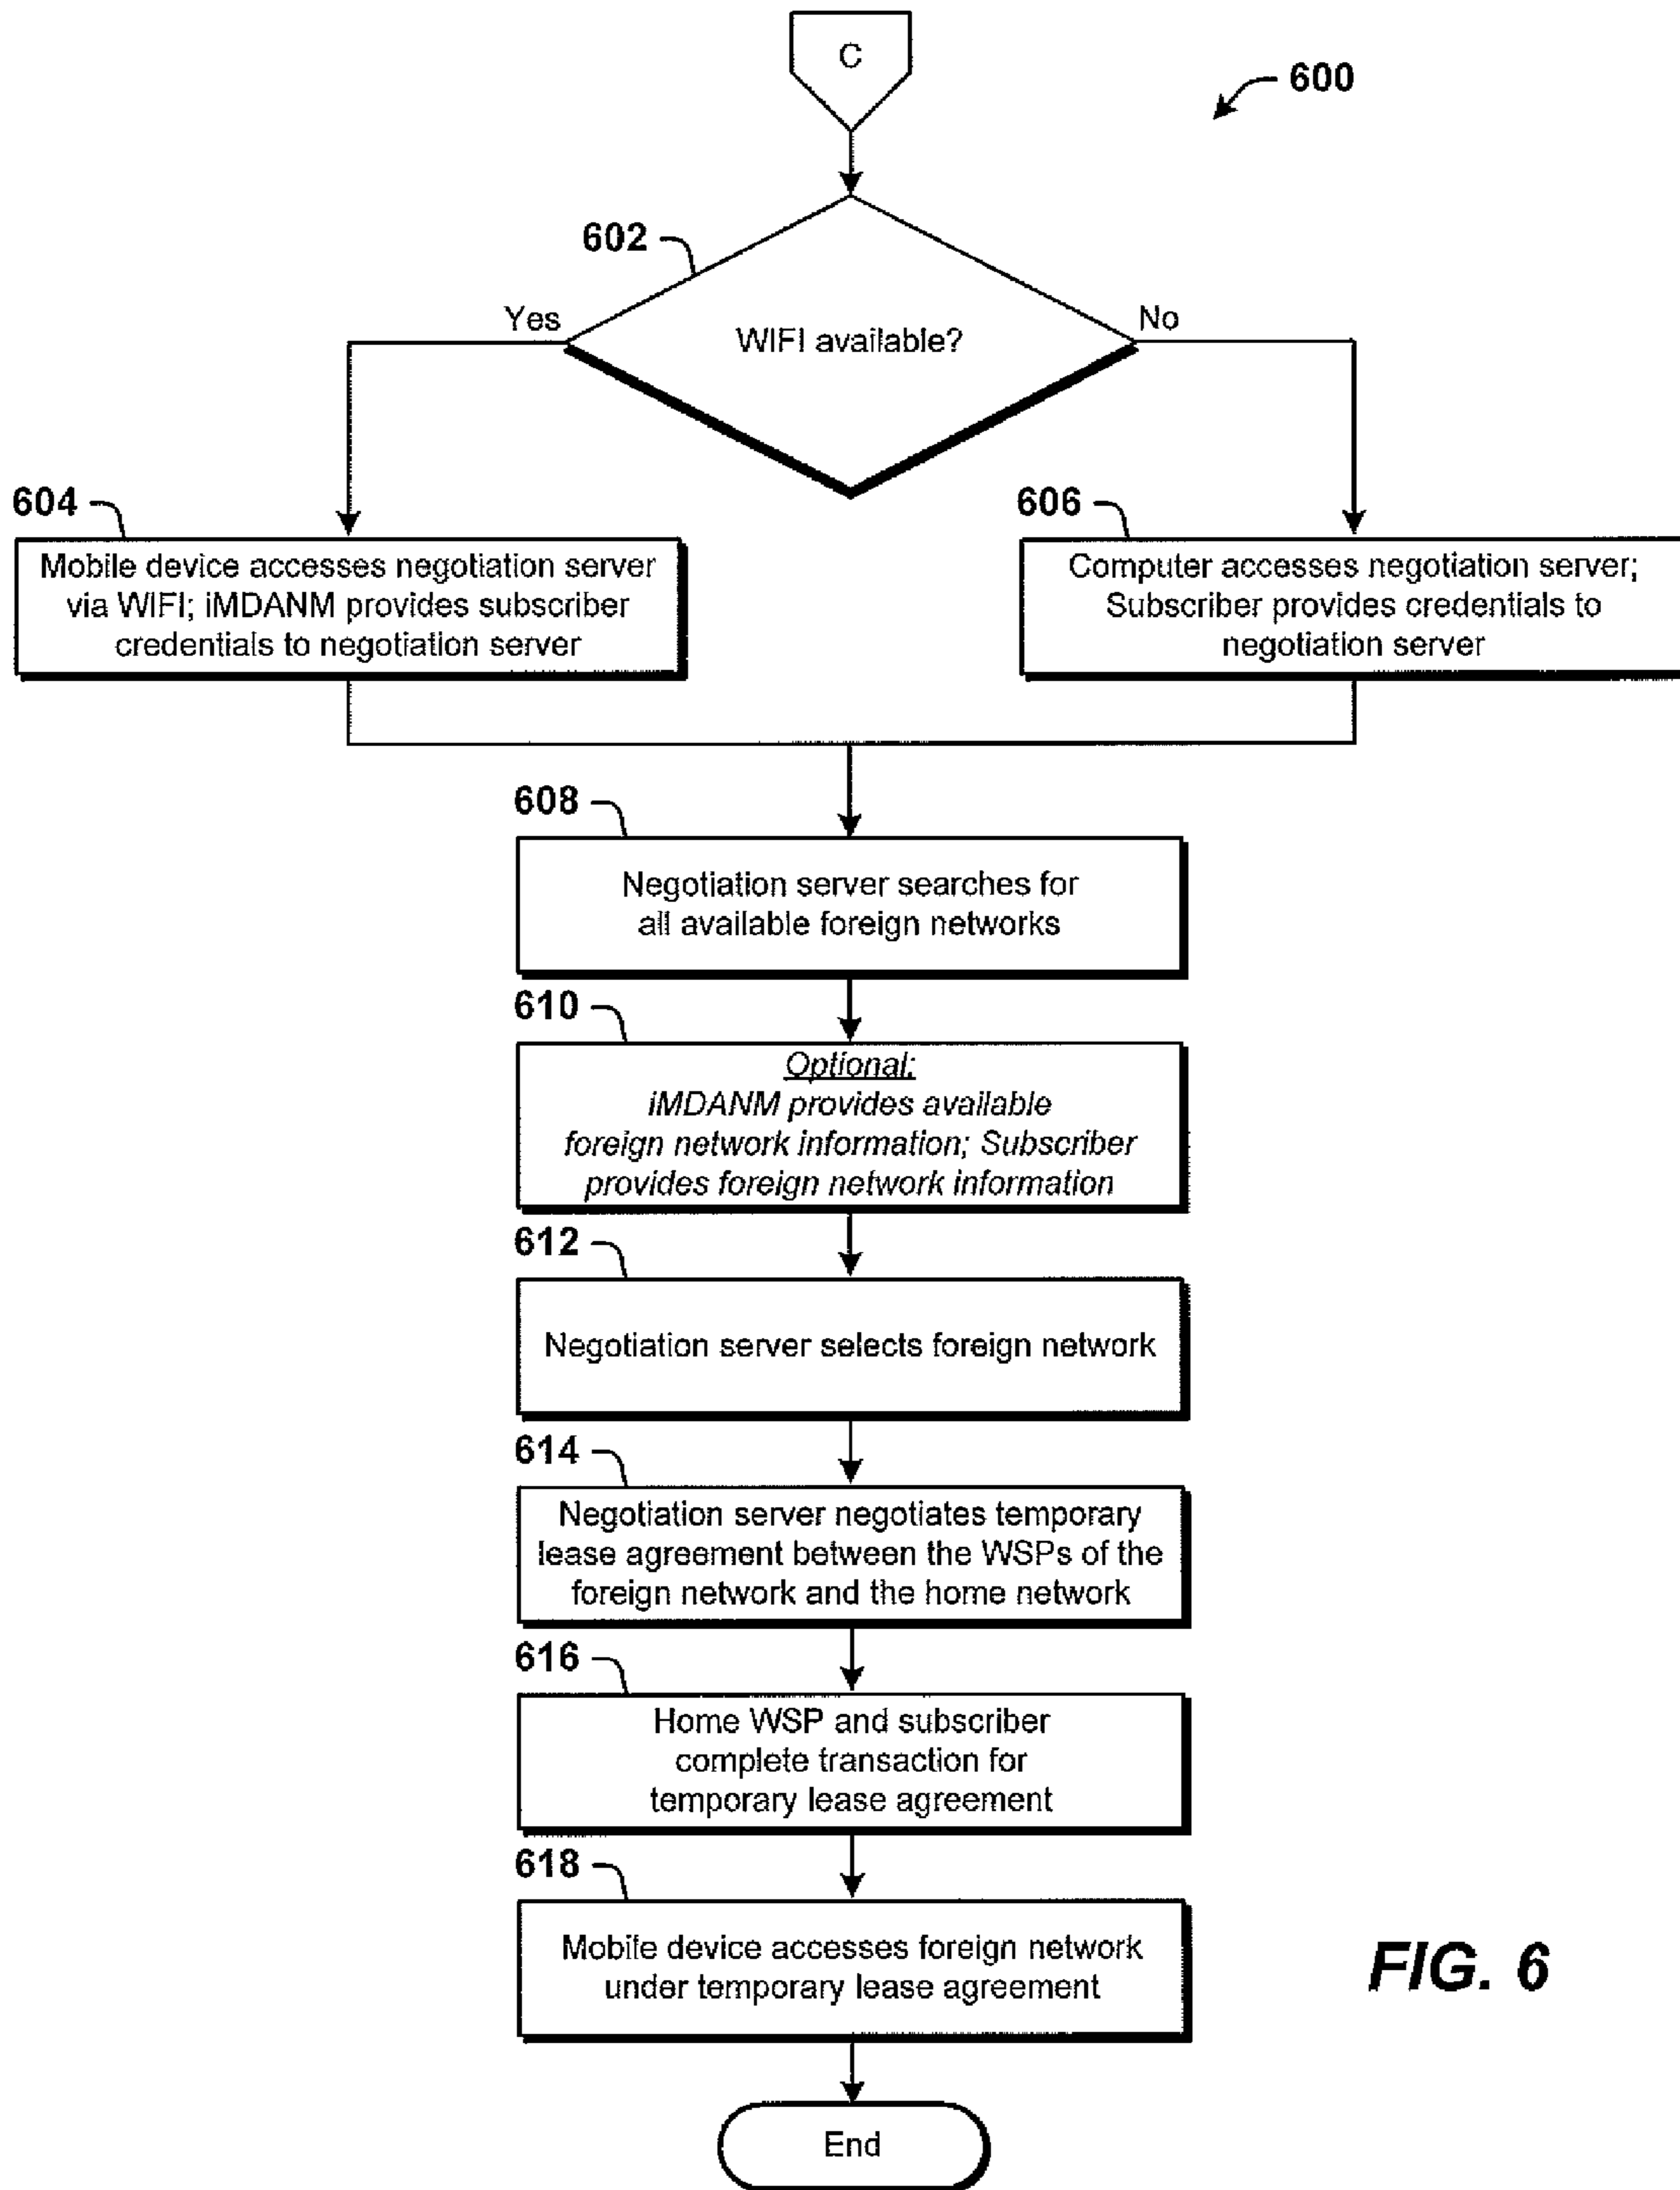 C
600
602
Yes
WIFI available?
No
604
Mobile device accesses negotiation server
via WIFI; iMDANM provides subscriber
credentials to negotiation server
606
Computer accesses negotiation server;
Subscriber provides credentials to
negotiation server
608
Negotiation server searches for
all available foreign networks
610
Optional:
iMDANM provides available
foreign network information; Subscriber
provides foreign network information
612
Negotiation server selects foreign network
614
Negotiation server negotiates temporary
lease agreement between the WSPs of the
foreign network and the home network
616
Home WSP and subscriber
complete transaction for
temporary lease agreement
618
Mobile device accesses foreign network
under temporary lease agreement
FIG. 6
End